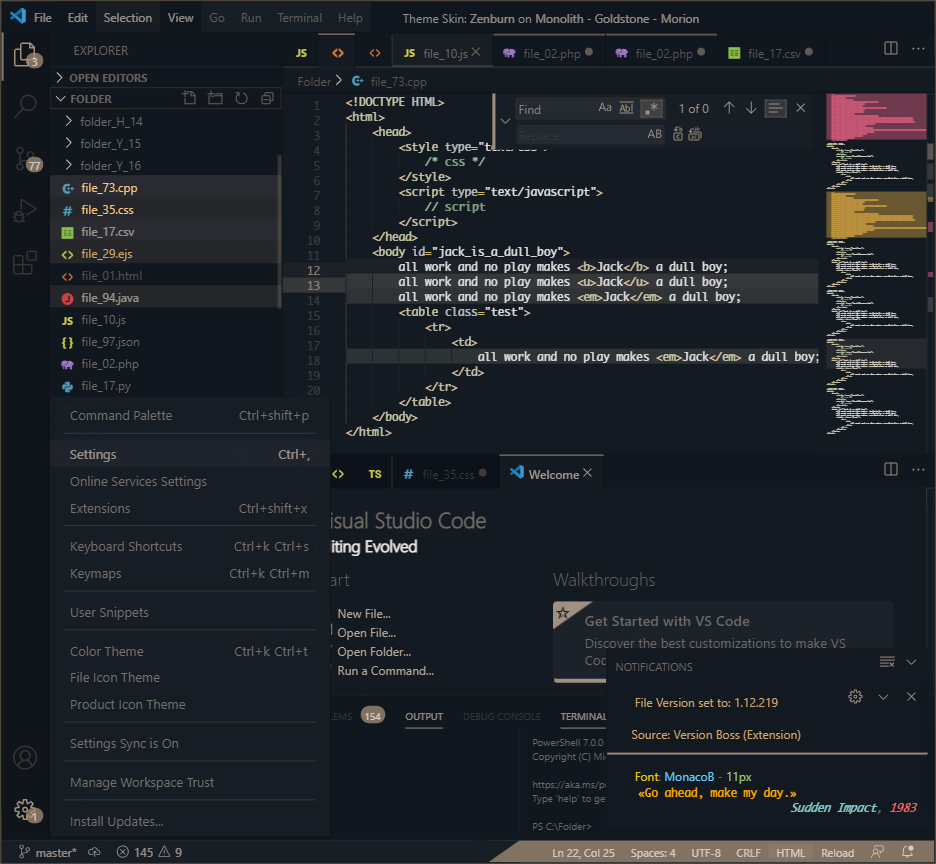 File Edit Selection View Go Run Terminal Help Theme Skin: Zenburn on Monolith - Goldstone - Morion
EXPLORER
3
OPEN EDITORS
FOLDER
folder_H_14
folder_Y_15
folder_Y_16
77
file_73.cpp
# file_35.css
file_17.csv
file_29.ejs
file_01.html
file_94.java
JS file_10.js
{} file_97.json
file_02.php
file_17.py
JS JS file_10.js file_02.php file_02.php file_17.csv
Folder > file_73.cpp
Find Aa Abl .* 1 of 0
Replace AB
1 <!DOCTYPE HTML>
2 <html>
3 <head>
4 <style type="text/css">
5 /* css */
6 </style>
7 <script type="text/javascript">
8 // script
9 </script>
10 </head>
11 <body id="jack_is_a_dull_boy">
12 all work and no play makes <b>Jack</b> a dull boy;
13 all work and no play makes <u>Jack</u> a dull boy;
14 all work and no play makes <em>Jack</em> a dull boy;
15 <table class="test">
16 <tr>
17 <td>
18 all work and no play makes <em>Jack</em> a dull boy;
19 </td>
20 </tr>
</table>
</body>
</html>
Command Palette Ctrl+shift+p
Settings Ctrl+,
Online Services Settings
Extensions Ctrl+shift+x
Keyboard Shortcuts Ctrl+k Ctrl+s
Keymaps Ctrl+k Ctrl+m
User Snippets
Color Theme Ctrl+k Ctrl+t
File Icon Theme
Product Icon Theme
Settings Sync is On
Manage Workspace Trust
Install Updates...
1
TS # file_35.css Welcome
isual Studio Code
iting Evolved
art
New File...
Open File...
Open Folder...
Run a Command...
Walkthroughs
Get Started with VS Code
Discover the best customizations to make VS
Coc
LEMS 154 OUTPUT DEBUG CONSOLE TERMINAL
PowerShell 7.0.0
Copyright (C) Mi
https://aka.ms/p
Type 'help' to ge
PS C:\Folder>
NOTIFICATIONS
File Version set to: 1.12.219
Source: Version Boss (Extension)
Font: MonacoB - 11px
«Go ahead, make my day.»
Sudden Impact, 1983
master* 145 9 Ln 22, Col 25 Spaces: 4 UTF-8 CRLF HTML Reload